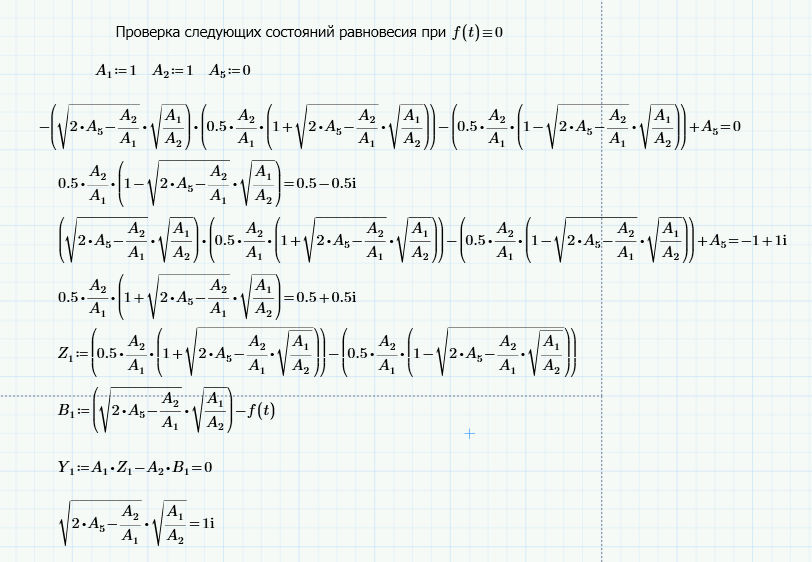 Проверка следующих состояний равновесия при f(t)≡0
A₁:=1 A₂:=1 A₅:=0
−(√(2•A₅−A₂/A₁)•√(A₁/A₂))•(0.5•A₂/A₁•(1+√(2•A₅−A₂/A₁)•√(A₁/A₂)))−(0.5•A₂/A₁•(1−√(2•A₅−A₂/A₁)•√(A₁/A₂)))+A₅=0
0.5•A₂/A₁•(1−√(2•A₅−A₂/A₁)•√(A₁/A₂))=0.5−0.5i
(√(2•A₅−A₂/A₁)•√(A₁/A₂))•(0.5•A₂/A₁•(1+√(2•A₅−A₂/A₁)•√(A₁/A₂)))−(0.5•A₂/A₁•(1−√(2•A₅−A₂/A₁)•√(A₁/A₂)))+A₅=−1+1i
0.5•A₂/A₁•(1+√(2•A₅−A₂/A₁)•√(A₁/A₂))=0.5+0.5i
Z₁:=(0.5•A₂/A₁•(1+√(2•A₅−A₂/A₁•√(A₁/A₂))))−(0.5•A₂/A₁•(1−√(2•A₅−A₂/A₁•√(A₁/A₂))))
B₁:=(√(2•A₅−A₂/A₁)•√(A₁/A₂))−f(t)
Y₁:=A₁•Z₁−A₂•B₁=0
√(2•A₅−A₂/A₁)•√(A₁/A₂)=1i